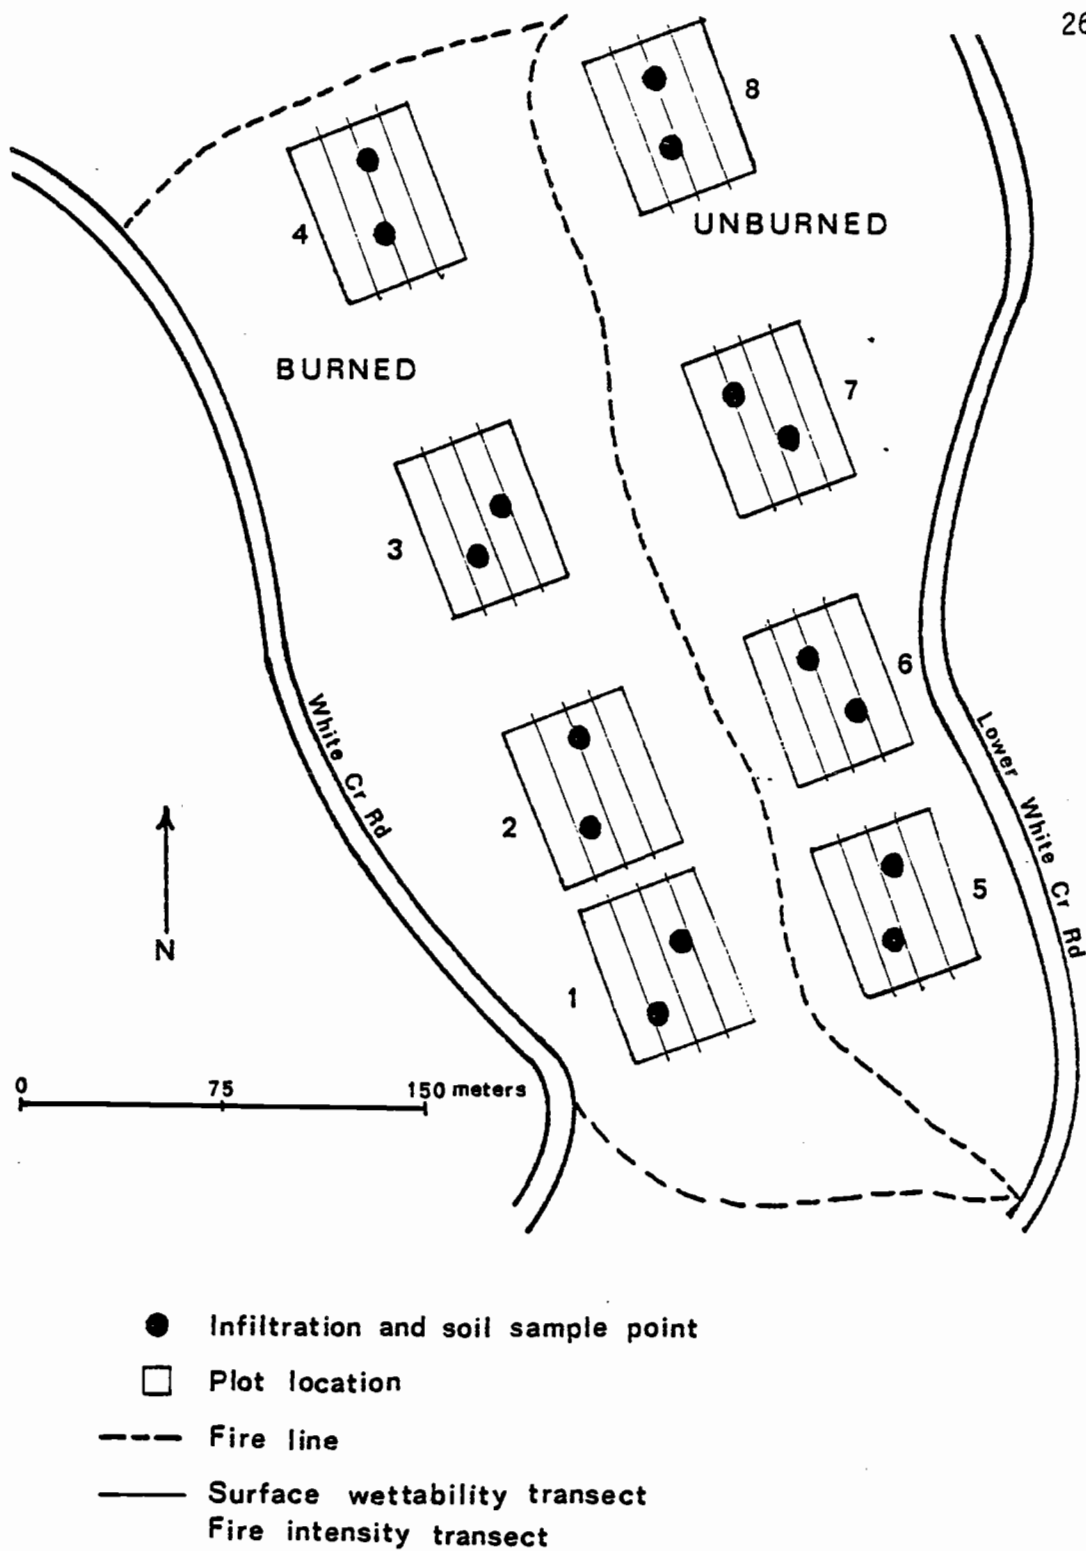 26
8
4
UNBURNED
BURNED
7
3
6
White Cr Rd
Lower White Cr Rd
2
5
N
1
0 75 150 meters
Infiltration and soil sample point
Plot location
Fire line
Surface wettability transect
Fire intensity transect